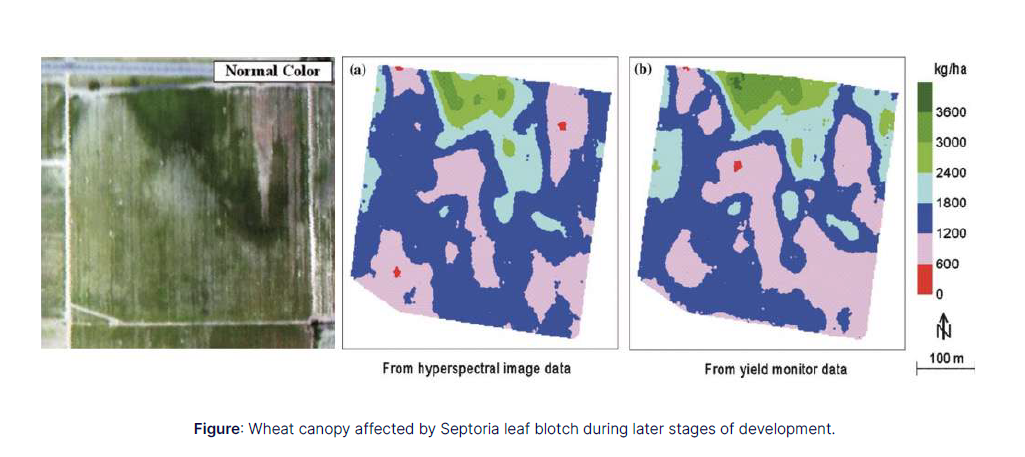 Normal Color
(a)
(b)
kg/ha
3600
3000
2400
1800
1200
600
0
N
100 m
From hyperspectral image data
From yield monitor data
Figure: Wheat canopy affected by Septoria leaf blotch during later stages of development.